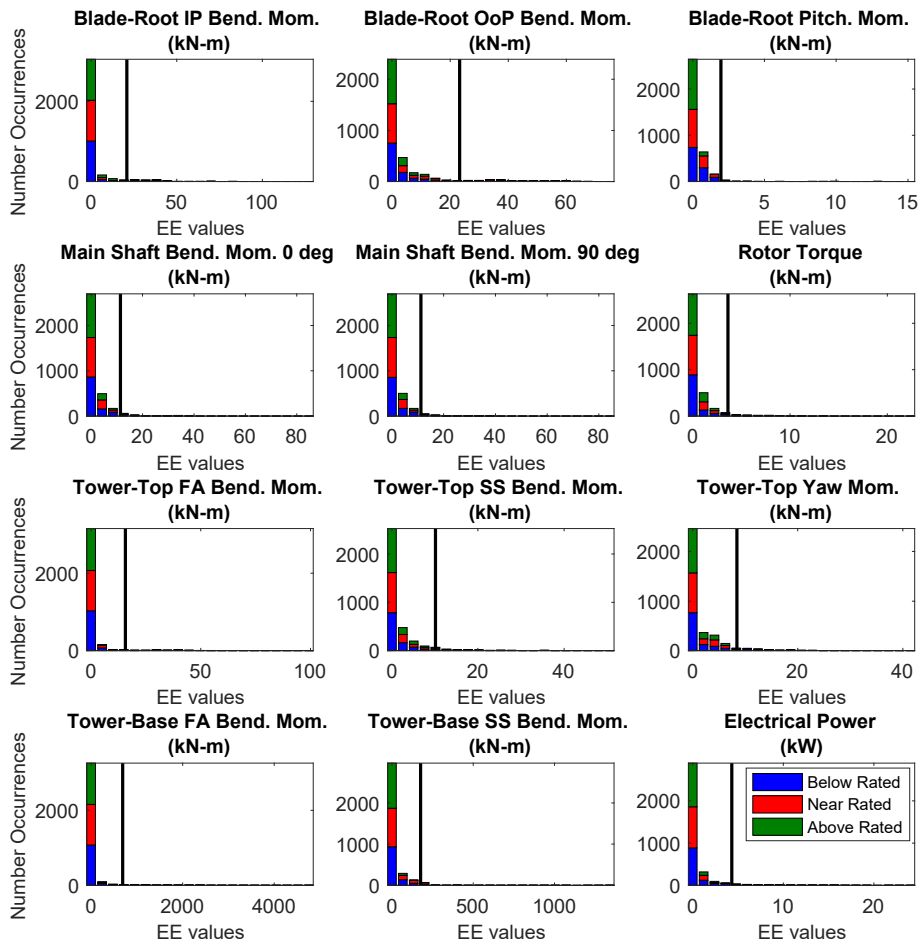 Blade-Root IP Bend. Mom.
(kN-m)
Blade-Root OoP Bend. Mom.
(kN-m)
Blade-Root Pitch. Mom.
(kN-m)
Number Occurrences
2000
0
0 50 100
EE values
2000
1000
0
0 20 40 60
EE values
2000
1000
0
0 5 10 15
EE values
Main Shaft Bend. Mom. 0 deg
(kN-m)
Main Shaft Bend. Mom. 90 deg
(kN-m)
Rotor Torque
(kN-m)
Number Occurrences
2000
1000
0
0 20 40 60 80
EE values
2000
1000
0
0 20 40 60 80
EE values
2000
1000
0
0 10 20
EE values
Tower-Top FA Bend. Mom.
(kN-m)
Tower-Top SS Bend. Mom.
(kN-m)
Tower-Top Yaw Mom.
(kN-m)
Number Occurrences
2000
0
0 50 100
EE values
2000
1000
0
0 20 40
EE values
2000
1000
0
0 20 40
EE values
Tower-Base FA Bend. Mom.
(kN-m)
Tower-Base SS Bend. Mom.
(kN-m)
Electrical Power
(kW)
Number Occurrences
2000
0
0 2000 4000
EE values
2000
1000
0
0 500 1000
EE values
2000
1000
0
0 10 20
EE values
Below Rated
Near Rated
Above Rated